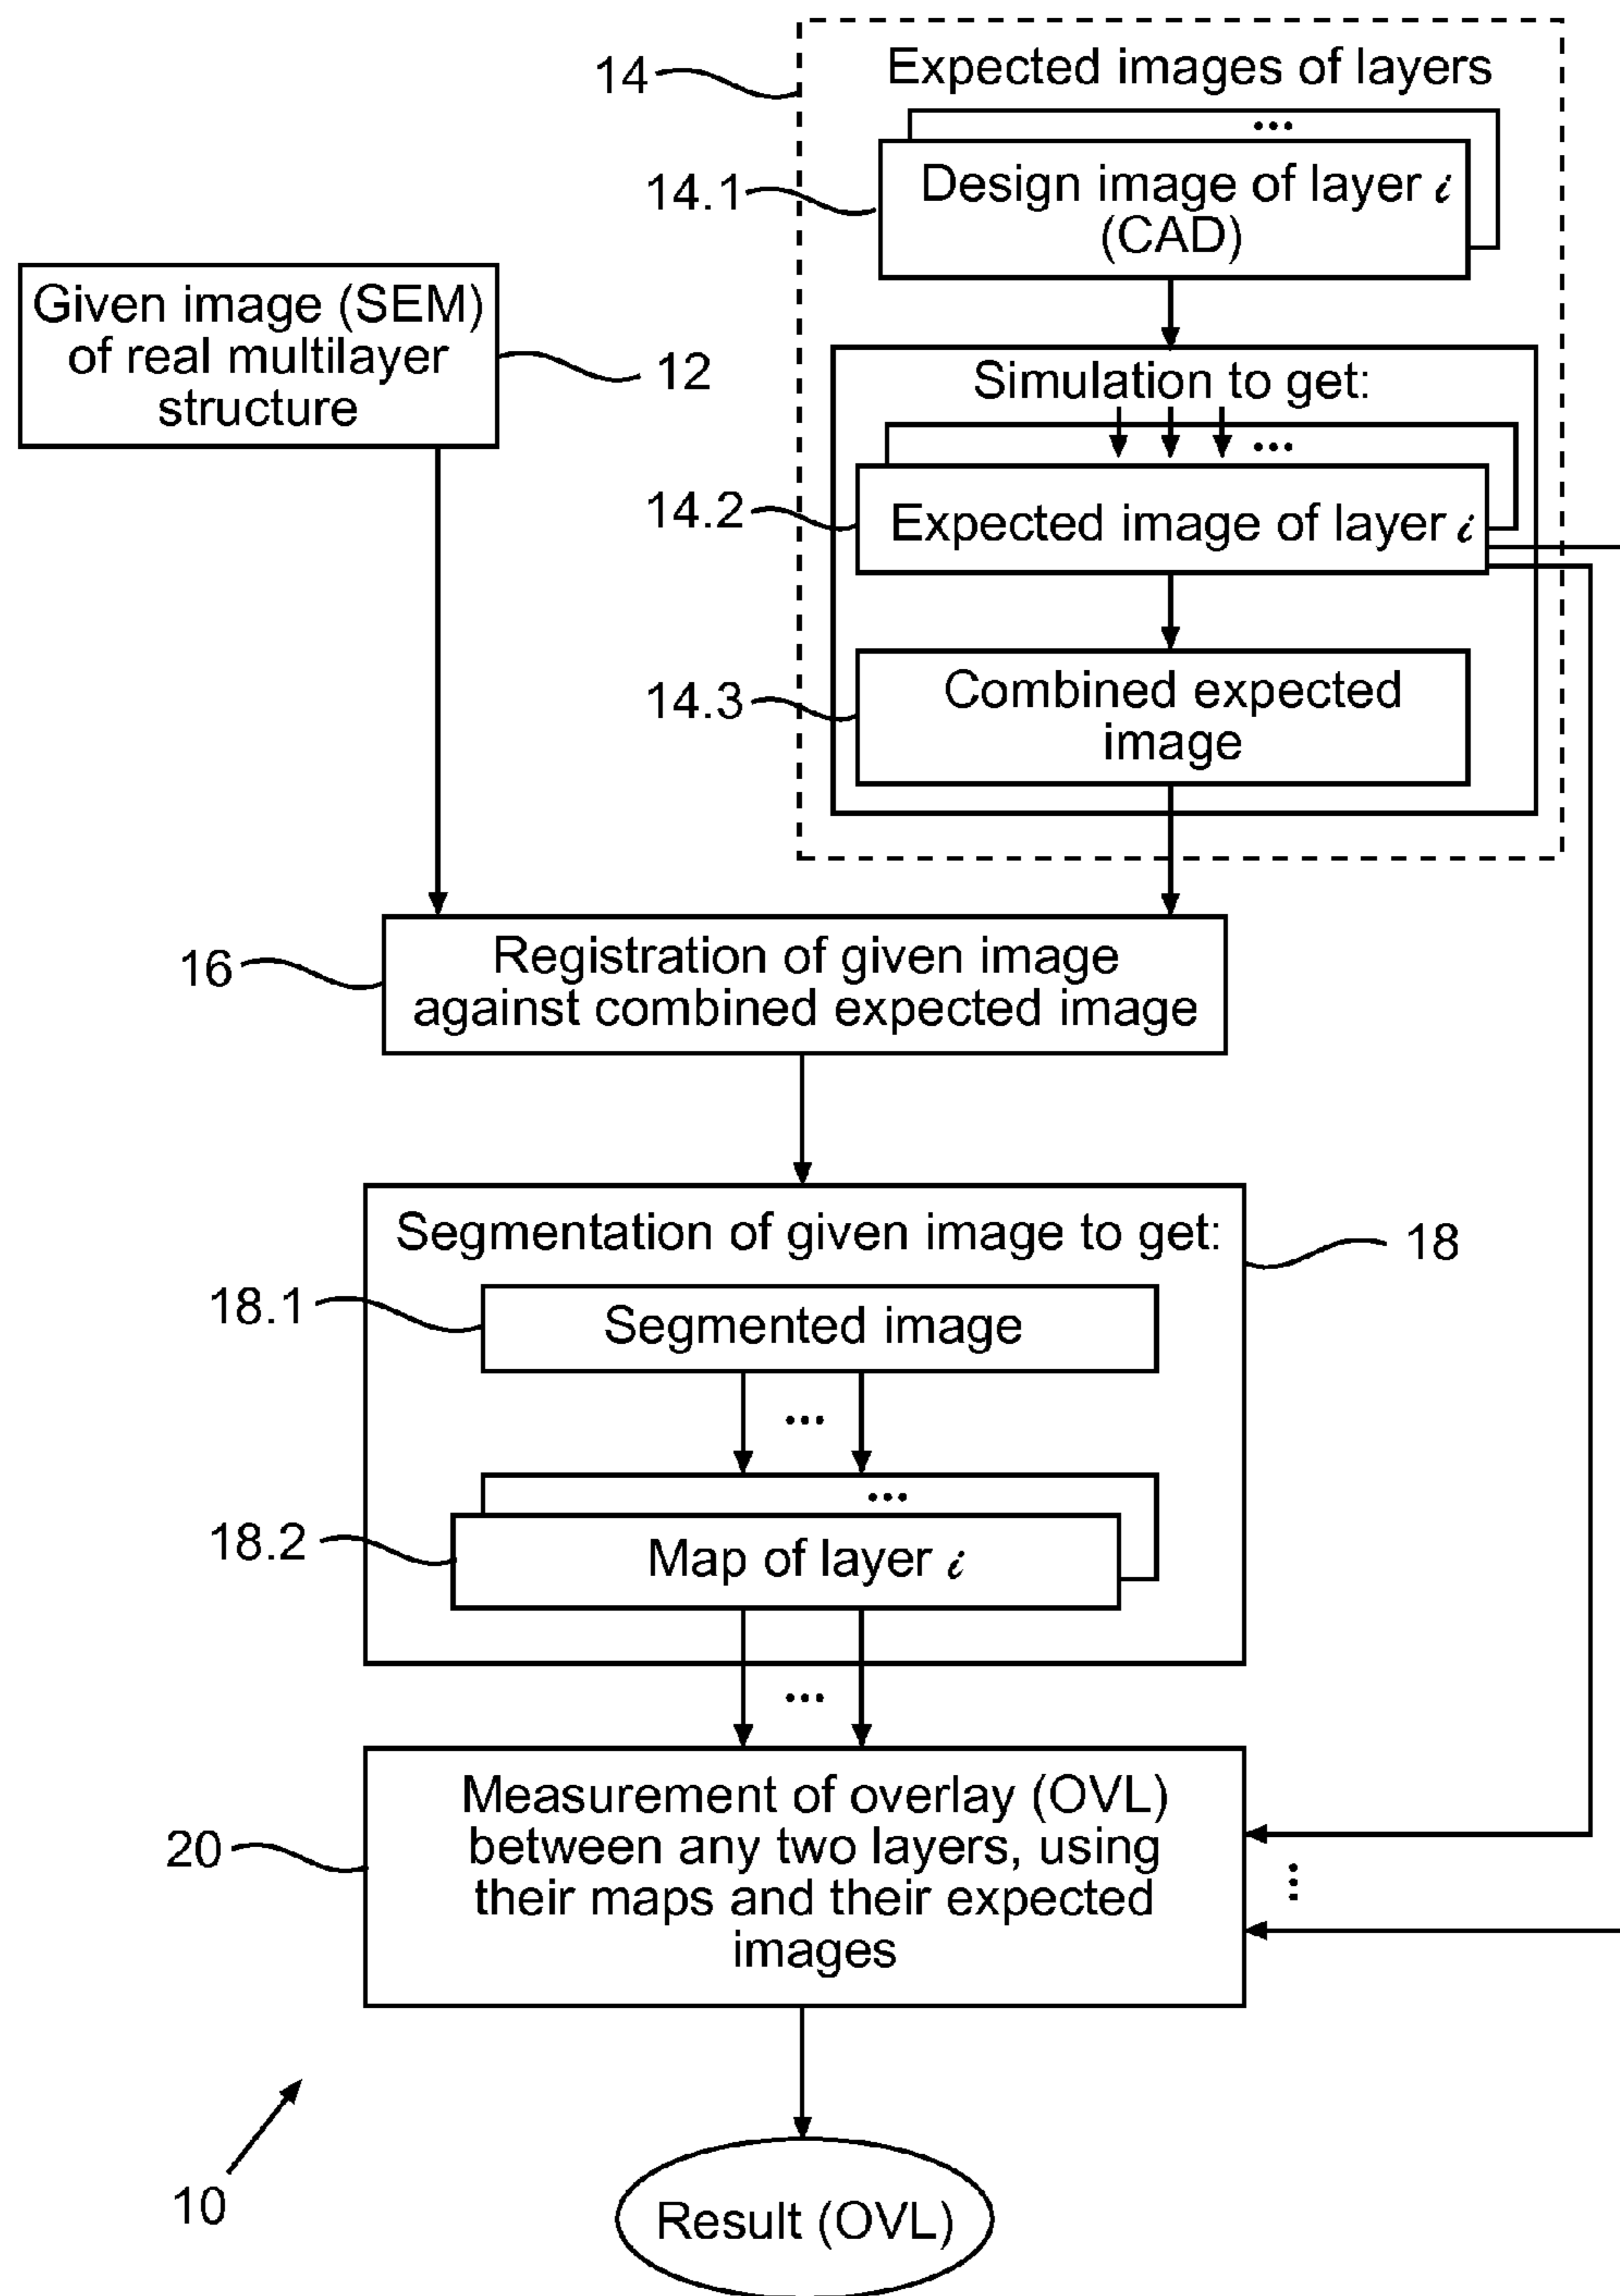 14
Expected images of layers
...
14.1
Design image of layer i
(CAD)
Given image (SEM)
of real multilayer
structure
12
Simulation to get:
...
14.2
Expected image of layer i
14.3
Combined expected
image
16
Registration of given image
against combined expected image
Segmentation of given image to get:
18
18.1
Segmented image
...
...
18.2
Map of layer i
...
20
Measurement of overlay (OVL)
between any two layers, using
their maps and their expected
images
...
10
Result (OVL)